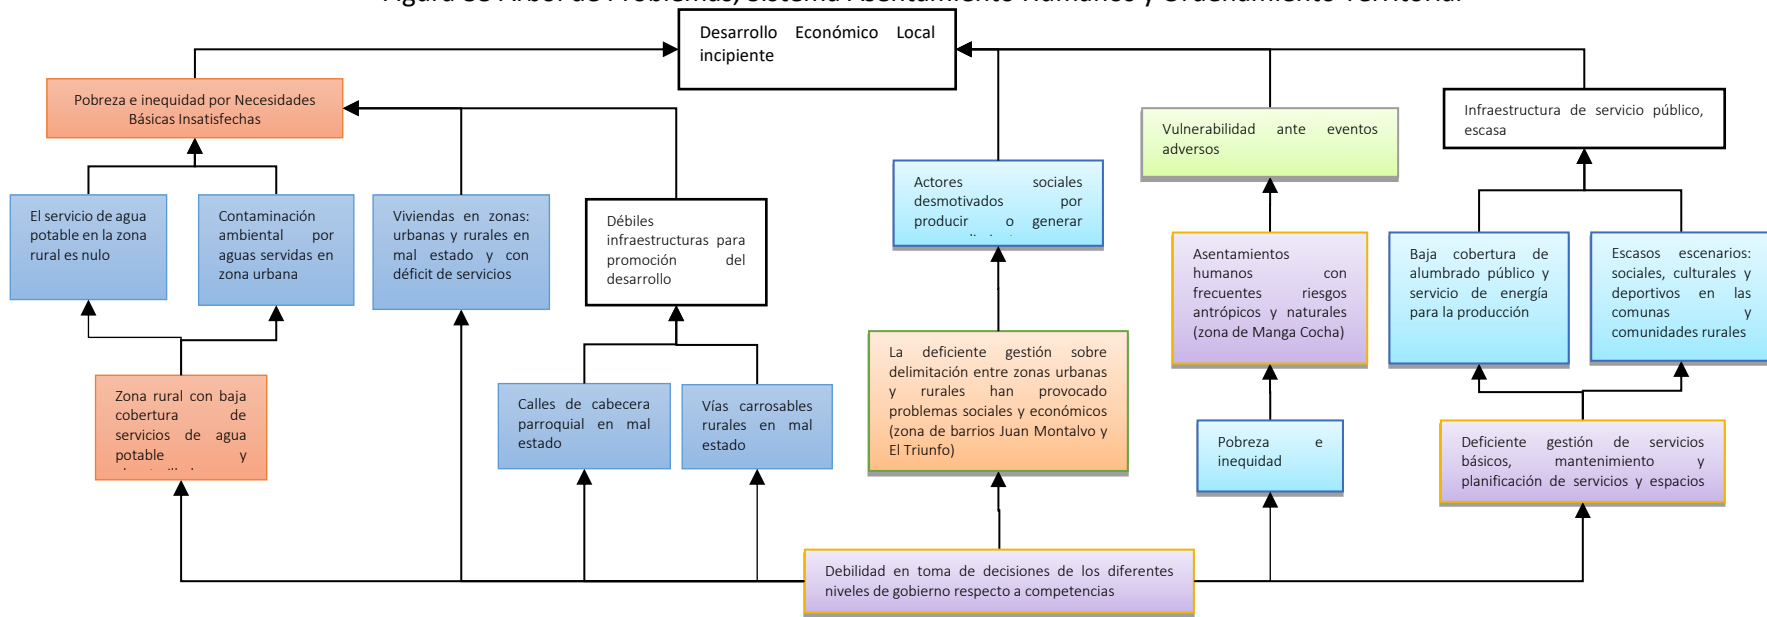 Desarrollo Económico Local
incipiente
Pobreza e inequidad por Necesidades
Básicas Insatisfechas
Vulnerabilidad ante eventos
adversos
Infraestructura de servicio público,
escasa
El servicio de agua
potable en la zona
rural es nulo
Contaminación
ambiental por
aguas servidas en
zona urbana
Viviendas en zonas:
urbanas y rurales en
mal estado y con
déficit de servicios
Débiles
infraestructuras para
promoción del
desarrollo
Actores sociales
desmotivados por
producir o generar
Asentamientos
humanos con
frecuentes riesgos
antrópicos y naturales
(zona de Manga Cocha)
Baja cobertura de
alumbrado público y
servicio de energía
para la producción
Escasos escenarios:
sociales, culturales y
deportivos en las
comunas y
comunidades rurales
Zona rural con baja
cobertura de
servicios de agua
potable y
Calles de cabecera
parroquial en mal
estado
Vías carrosables
rurales en mal
estado
La deficiente gestión sobre
delimitación entre zonas urbanas
y rurales han provocado
problemas sociales y económicos
(zona de barrios Juan Montalvo y
El Triunfo)
Pobreza e
inequidad
Deficiente gestión de servicios
básicos, mantenimiento y
planificación de servicios y espacios
Debilidad en toma de decisiones de los diferentes
niveles de gobierno respecto a competencias